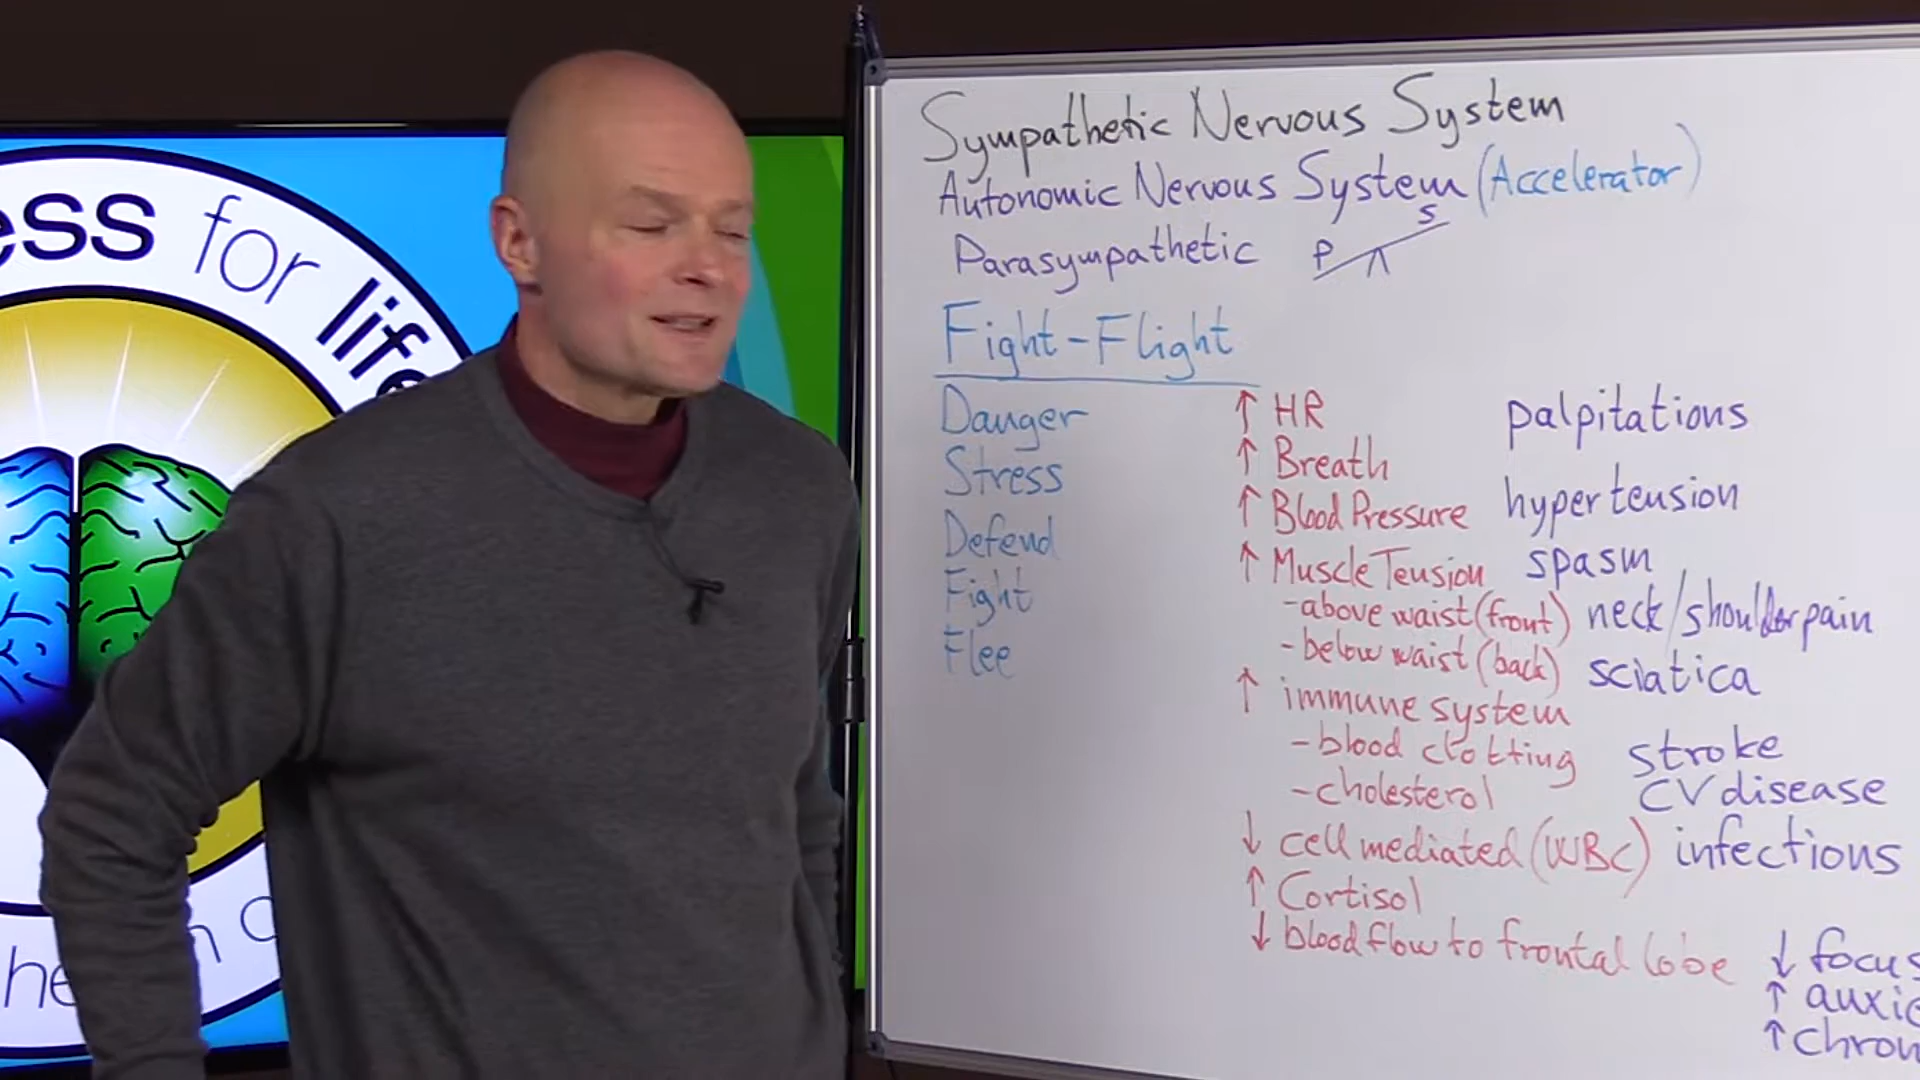 ess for life
he n
Sympathetic Nervous System
Autonomic Nervous System (Accelerator)
Parasympathetic P S
Fight-Flight
Danger
Stress
Defend
Fight
Flee
↑ HR palpitations
↑ Breath
↑ Blood Pressure hypertension
↑ Muscle Tension spasm
-above waist (front) neck/shoulder pain
-below waist (back) sciatica
↑ immune system
-blood clotting stroke
-cholesterol CV disease
↓ cell mediated (WBC) infections
↑ Cortisol
↓ blood flow to frontal lobe ↓ focus
↑ anxie
↑ chron